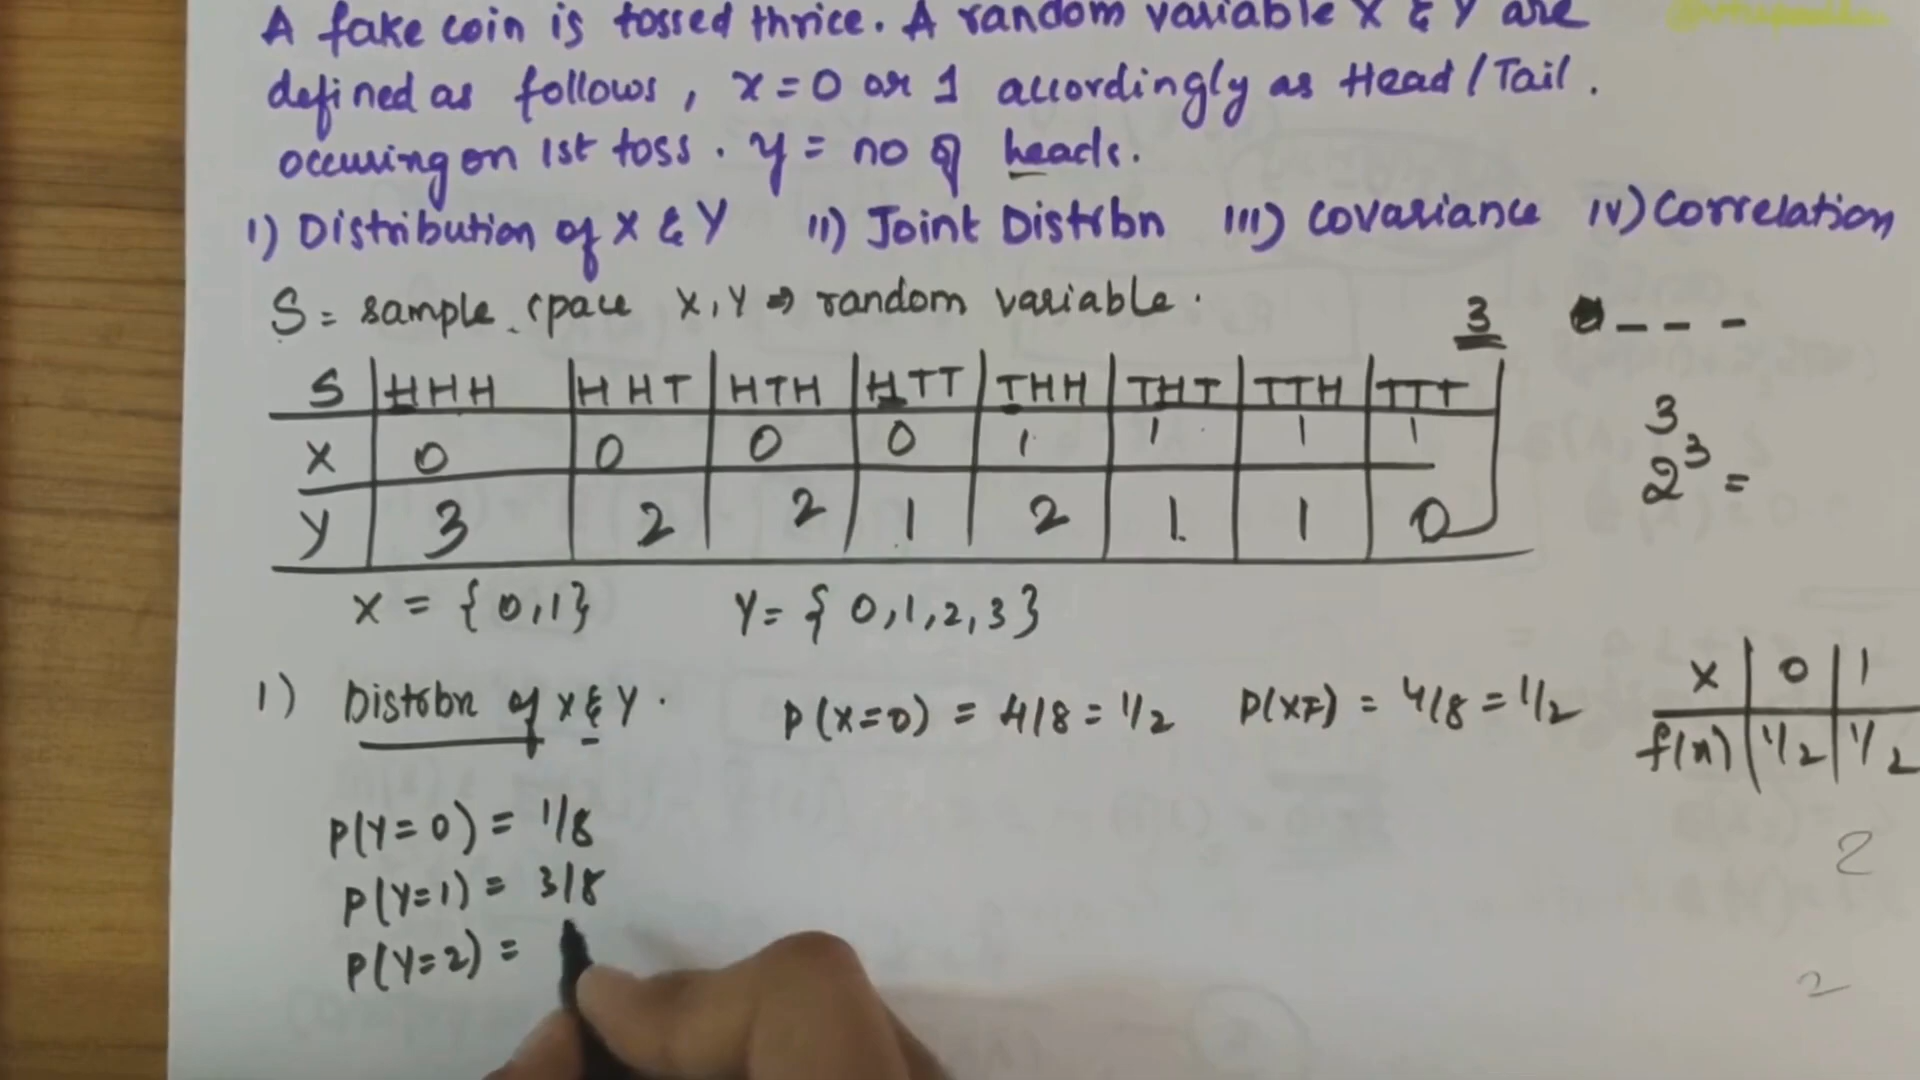 A fake coin is tossed thrice. A random variable X & Y are
defined as follows, x=0 or 1 accordingly as Head / Tail.
occuring on 1st toss. y = no of heads.
1) Distribution of X & Y 11) Joint Distrbn 111) Covariance IV) Correlation
S = sample space X, Y ⇒ random variable.
3 - - -
S | HHH | HHT | HTH | HTT | THH | THT | TTH | TTT
3
X | 0 | 0 | 0 | 0 | 1 | 1 | 1 | 1
2³ =
Y | 3 | 2 | 2 | 1 | 2 | 1 | 1 | 0
X = {0,1} Y = {0,1,2,3}
1) Distrbn of X & Y. P(X=0) = 4/8 = 1/2 = 4/8 = 1/2
X | 0 | 1
f(x) | 1/2 | 1/2
P(Y=0) = 1/8
P(Y=1) = 3/8
P(Y=2) =